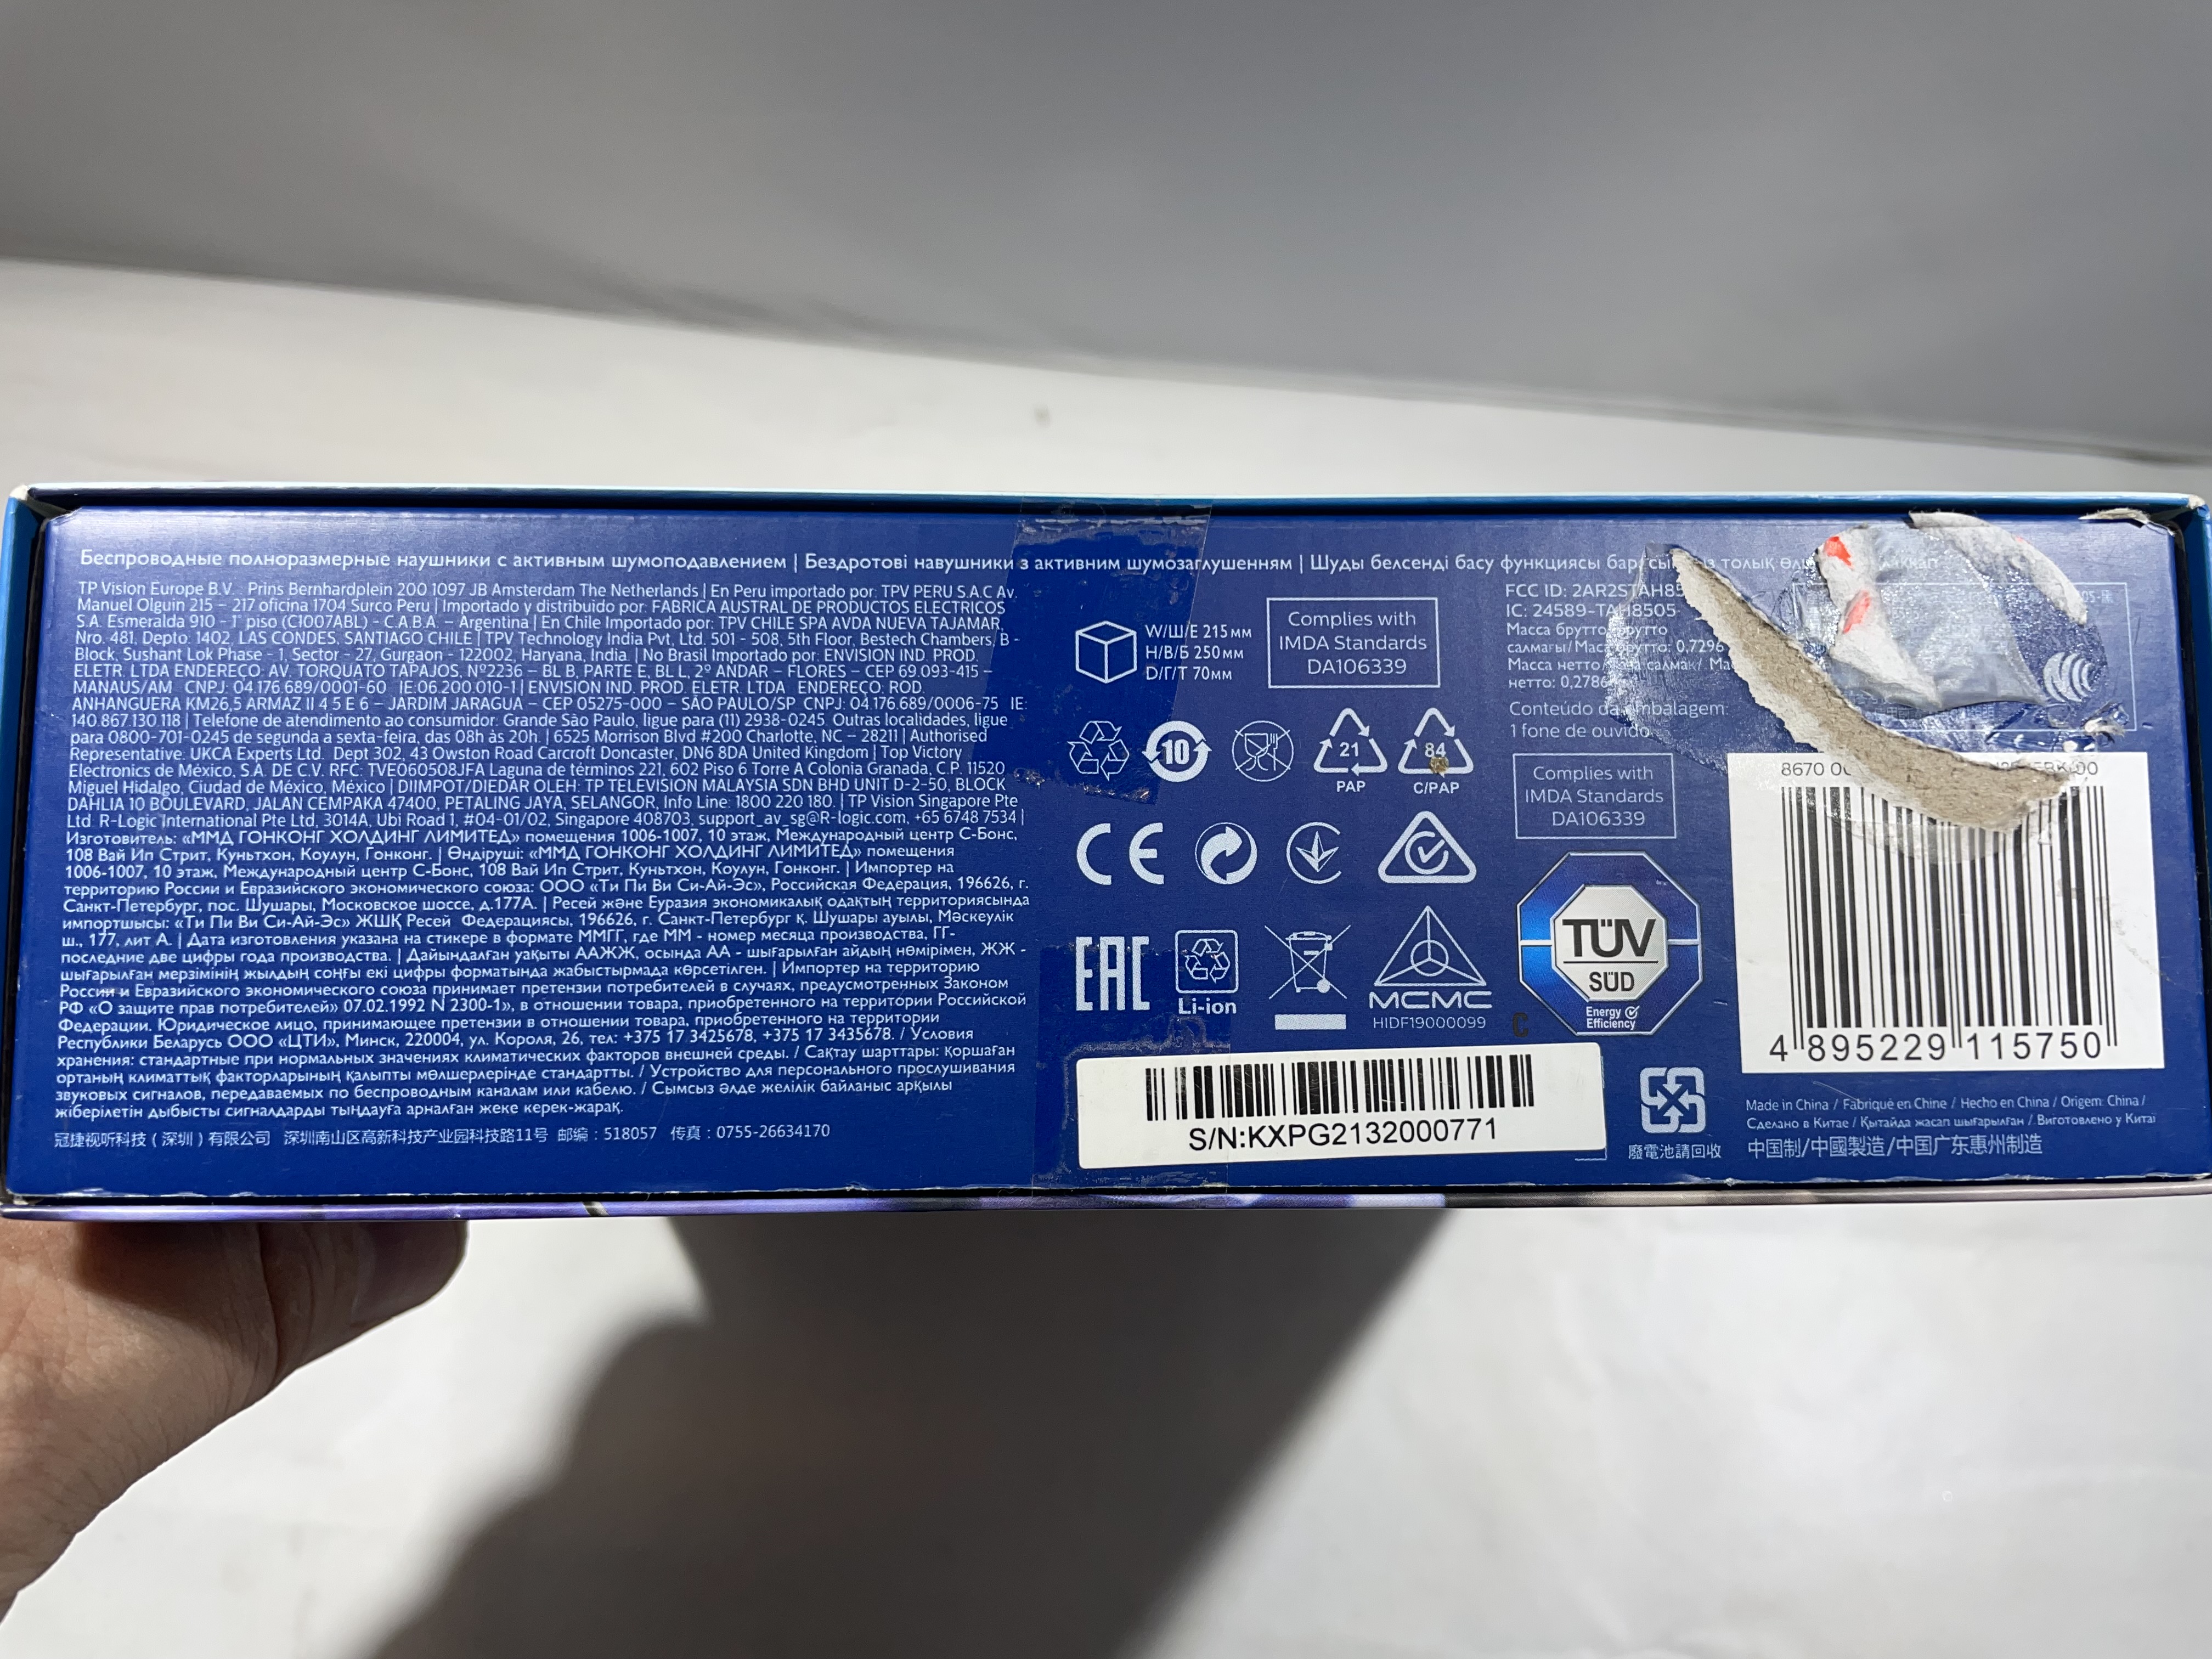 Беспроводные полноразмерные наушники с активным шумоподавлением | Бездротові навушники з активним шумозаглушенням | Шуды белсенді басу функциясы бар
TP Vision Europe B.V. Prins Bernhardplein 200 1097 JB Amsterdam The Netherlands | En Peru importado por: TPV PERU S.A.C Av.
Manuel Olguin 215 – 217 oficina 1704 Surco Peru | Importado y distribuido por: FABRICA AUSTRAL DE PRODUCTOS ELECTRICOS
S.A. Esmeralda 910 - 1° piso (C1007ABL) - C.A.B.A. – Argentina | En Chile Importado por: TPV CHILE SPA AVDA NUEVA TAJAMAR,
Nro. 481, Depto: 1402, LAS CONDES, SANTIAGO CHILE | TPV Technology India Pvt, Ltd. 501 - 508, 5th Floor, Bestech Chambers, B -
Block, Sushant Lok Phase - 1, Sector - 27, Gurgaon - 122002, Haryana, India. | No Brasil Importado por: ENVISION IND. PROD.
ELETR. LTDA ENDERECO: AV. TORQUATO TAPAJOS, Nº2236 – BL B, PARTE E, BL L, 2º ANDAR – FLORES – CEP 69.093-415 –
MANAUS/AM CNPJ: 04.176.689/0001-60 IE:06.200.010-1 | ENVISION IND. PROD. ELETR. LTDA ENDERECO: ROD.
ANHANGUERA KM26,5 ARMAZ II 4 5 E 6 – JARDIM JARAGUA – CEP 05275-000 – SÃO PAULO/SP CNPJ: 04.176.689/0006-75 IE:
140.867.130.118 | Telefone de atendimento ao consumidor: Grande São Paulo, ligue para (11) 2938-0245. Outras localidades, ligue
para 0800-701-0245 de segunda a sexta-feira, das 08h às 20h. | 6525 Morrison Blvd #200 Charlotte, NC – 28211 | Authorised
Representative: UKCA Experts Ltd. Dept 302, 43 Owston Road Carcroft Doncaster, DN6 8DA United Kingdom | Top Victory
Electronics de México, S.A. DE C.V. RFC: TVE060508JFA Laguna de términos 221, 602 Piso 6 Torre A Colonia Granada, C.P. 11520
Miguel Hidalgo, Ciudad de México, México | DIIMPOT/DIEDAR OLEH: TP TELEVISION MALAYSIA SDN BHD UNIT D-2-50, BLOCK
DAHLIA 10 BOULEVARD, JALAN CEMPAKA 47400, PETALING JAYA, SELANGOR, Info Line: 1800 220 180. | TP Vision Singapore Pte
Ltd. R-Logic International Pte Ltd, 3014A, Ubi Road 1, #04-01/02, Singapore 408703, support_av_sg@R-logic.com, +65 6748 7534 |
Изготовитель: «ММД ГОНКОНГ ХОЛДИНГ ЛИМИТЕД» помещения 1006-1007, 10 этаж, Международный центр С-Бонс,
108 Вай Ип Стрит, Куньтхон, Коулун, Гонконг. | Өндіруші: «ММД ГОНКОНГ ХОЛДИНГ ЛИМИТЕД» помещения
1006-1007, 10 этаж, Международный центр С-Бонс, 108 Вай Ип Стрит, Куньтхон, Коулун, Гонконг. | Импортер на
территорию России и Евразийского экономического союза: ООО «Ти Пи Ви Си-Ай-Эс», Российская Федерация, 196626, г.
Санкт-Петербург, пос. Шушары, Московское шоссе, д.177А. | Ресей және Еуразия экономикалық одақтың территориясында
импортшысы: «Ти Пи Ви Си-Ай-Эс» ЖШҚ Ресей Федерациясы, 196626, г. Санкт-Петербург қ. Шушары ауылы, Мәскеулік
ш., 177, лит А. | Дата изготовления указана на стикере в формате ММГГ, где ММ - номер месяца производства, ГГ-
последние две цифры года производства. | Дайындалған уақыты ААЖЖ, осында АА - шығарылған айдың нөмірімен, ЖЖ -
шығарылған мерзімінің жылдың соңғы екі цифры форматында жабыстырмада көрсетілген. | Импортер на территорию
России и Евразийского экономического союза принимает претензии потребителей в случаях, предусмотренных Законом
РФ «О защите прав потребителей» 07.02.1992 N 2300-1», в отношении товара, приобретенного на территории Российской
Федерации. Юридическое лицо, принимающее претензии в отношении товара, приобретенного на территории
Республики Беларусь ООО «ЦТИ», Минск, 220004, ул. Короля, 26, тел: +375 17 3425678, +375 17 3435678. / Условия
хранения: стандартные при нормальных значениях климатических факторов внешней среды. / Сақтау шарттары: қоршаған
ортаның климаттық факторларының қалыпты мөлшерлерінде стандартты. / Устройство для персонального прослушивания
звуковых сигналов, передаваемых по беспроводным каналам или кабелю. / Сымсыз әлде желілік байланыс арқылы
жіберілетін дыбысты сигналдарды тыңдауға арналған жеке керек-жарақ.
冠捷视听科技（深圳）有限公司 深圳南山区高新科技产业园科技路11号 邮编：518057 传真：0755-26634170
W/Ш/Е 215мм
H/В/Б 250мм
D/Г/Т 70мм
Complies with
IMDA Standards
DA106339
10
21
PAP
84
C/PAP
CE
EAC
Li-ion
MCMC
HIDF19000099
S/N:KXPG2132000771
FCC ID: 2AR2STAH85
IC: 24589-TAH8505
Масса брутто
салмағы/
0,7296
Масса нетто
нетто: 0,2786
Conteúdo da embalagem:
1 fone de ouvido
Complies with
IMDA Standards
DA106339
TÜV
SÜD
Energy
Efficiency
C
廢電池請回收
8670 0
4 895229 115750
Made in China / Fabriqué en Chine / Hecho en China / Origem: China /
Сделано в Китае / Қытайда жасап шығарылған / Виготовлено у Китаї
中国制/中國製造/中国广东惠州制造